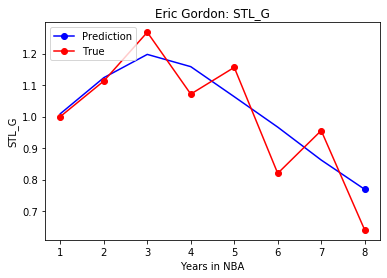 Eric Gordon: STL_G
Prediction
True
1.2
1.1
1.0
0.9
0.8
0.7
STL_G
1 2 3 4 5 6 7 8
Years in NBA